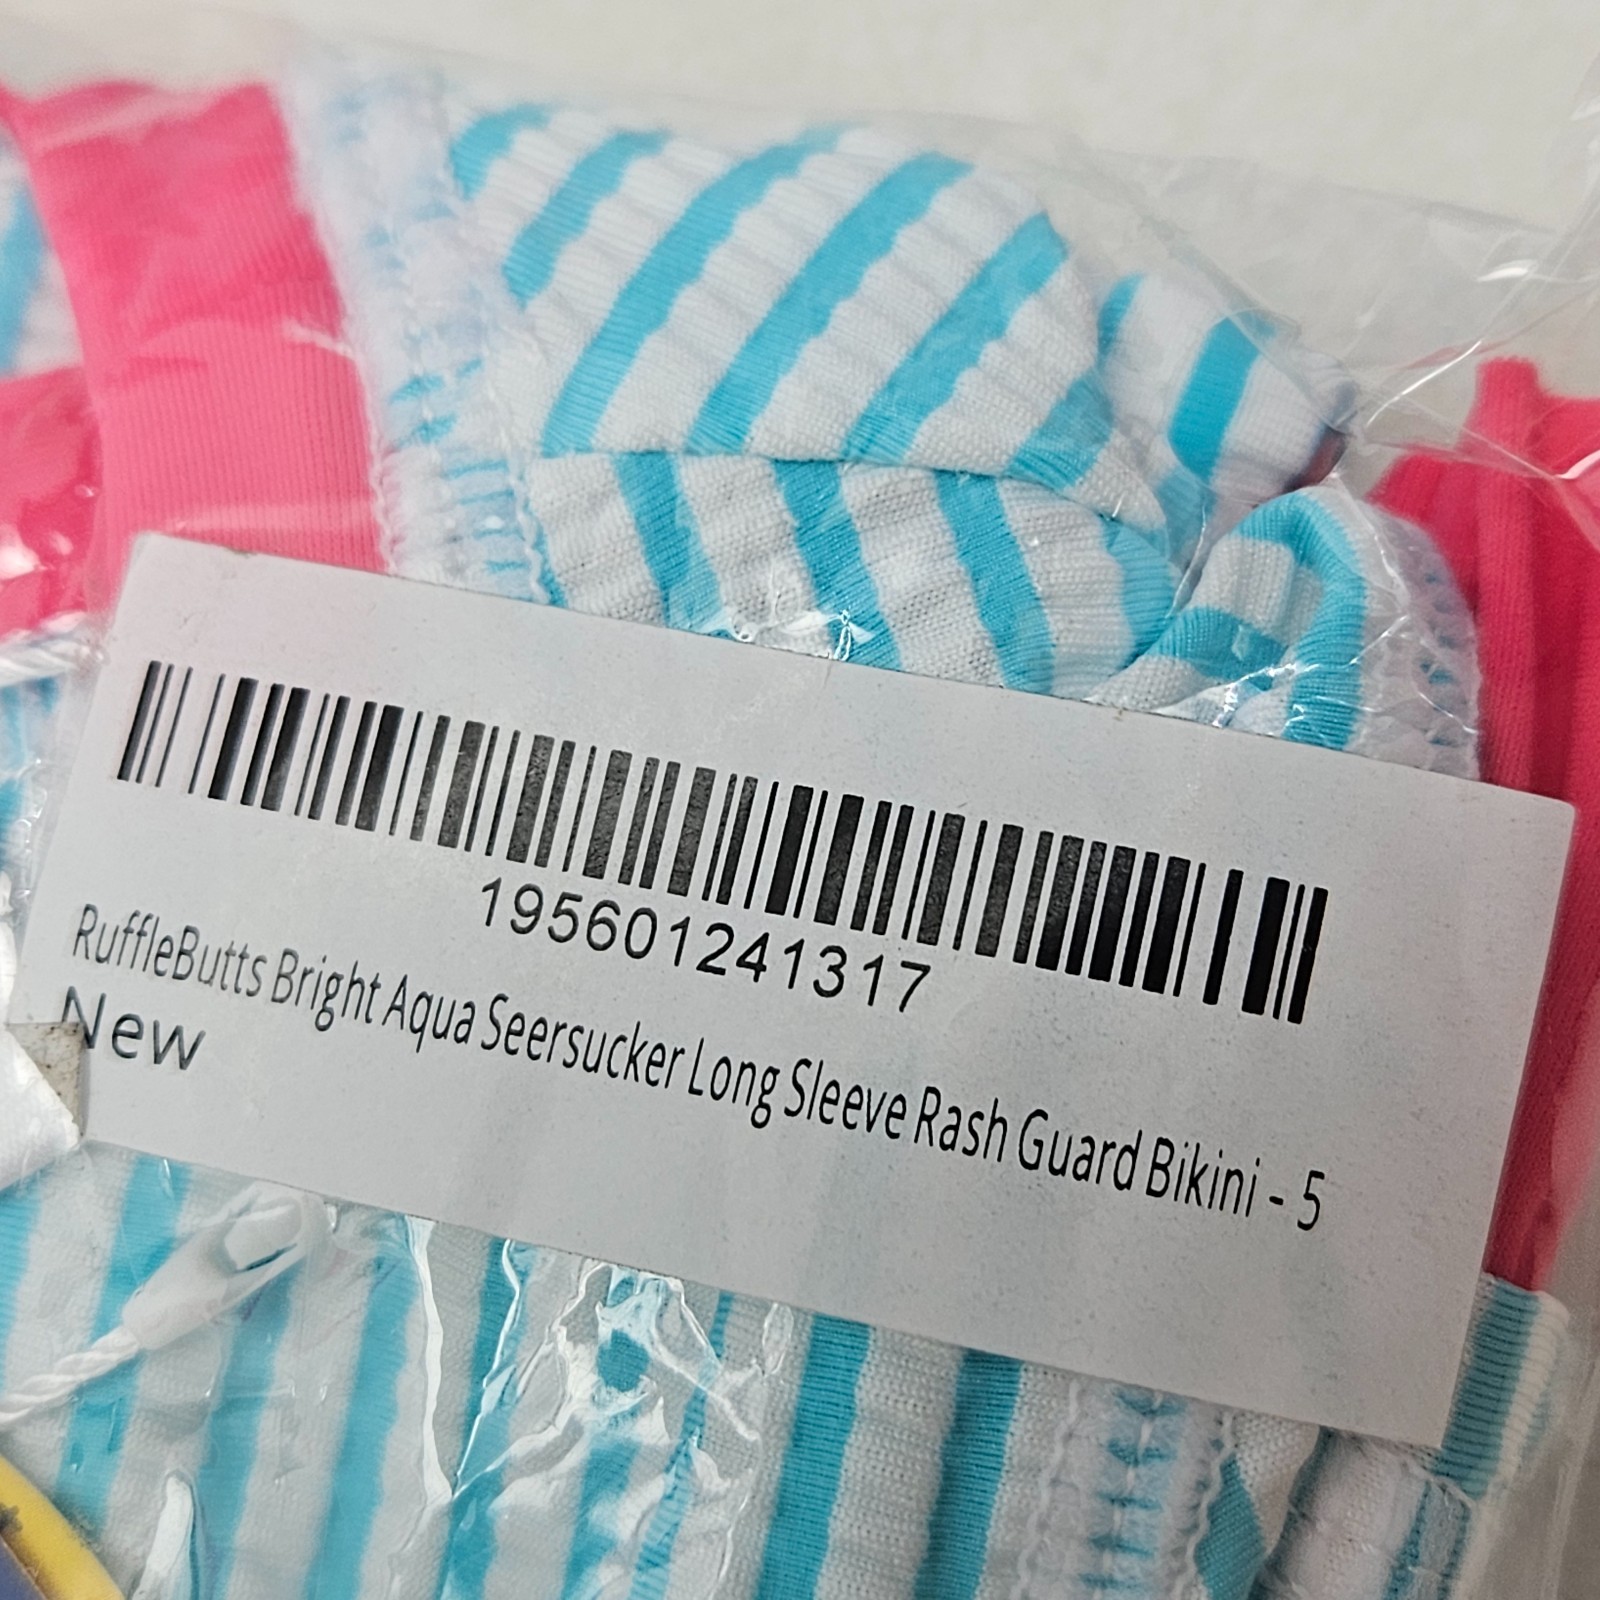 195601241317
RuffleButts Bright Aqua Seersucker Long Sleeve Rash Guard Bikini - 5
New